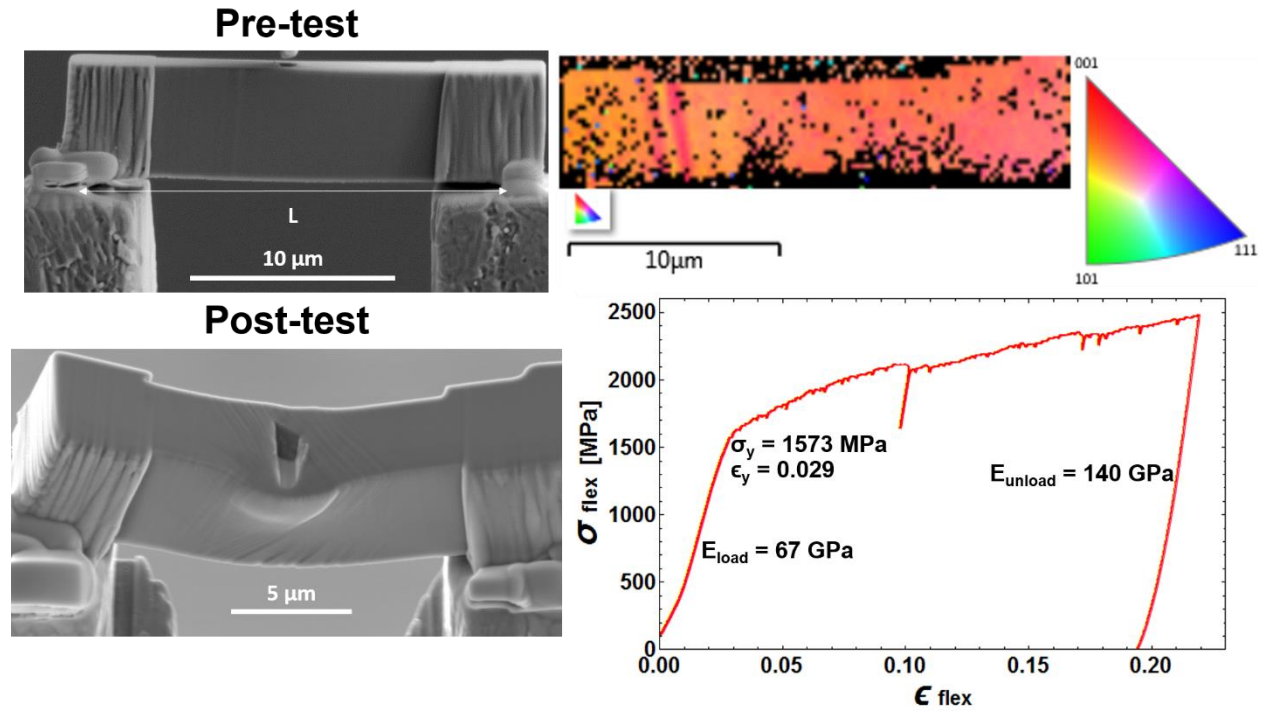 Pre-test
L
10 µm
001
101
111
10µm
Post-test
5 µm
2500
2000
1500
1000
500
0
σ flex [MPa]
σy = 1573 MPa
ϵy = 0.029
Eunload = 140 GPa
Eload = 67 GPa
0.00 0.05 0.10 0.15 0.20
ϵ flex